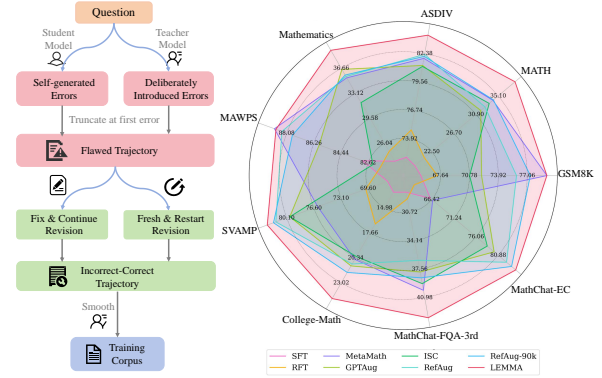 Question
Student
Model
Teacher
Model
Self-generated
Errors
Deliberately
Introduced Errors
Truncate at first error
Flawed Trajectory
Fix & Continue
Revision
Fresh & Restart
Revision
Incorrect-Correct
Trajectory
Smooth
Training
Corpus
ASDIV
Mathematics
MATH
MAWPS
GSM8K
SVAMP
MathChat-EC
College-Math
MathChat-FQA-3rd
82.38
79.56
76.74
73.92
36.66
33.12
29.58
26.04
35.10
30.90
26.70
22.50
88.08
86.26
84.44
82.62
67.64
70.78
73.92
77.06
80.10
76.60
73.10
69.60
66.42
71.24
76.06
80.88
14.98
17.66
20.34
23.02
30.72
34.14
37.56
40.98
SFT
MetaMath
ISC
RefAug-90k
RFT
GPTAug
RefAug
LEMMA